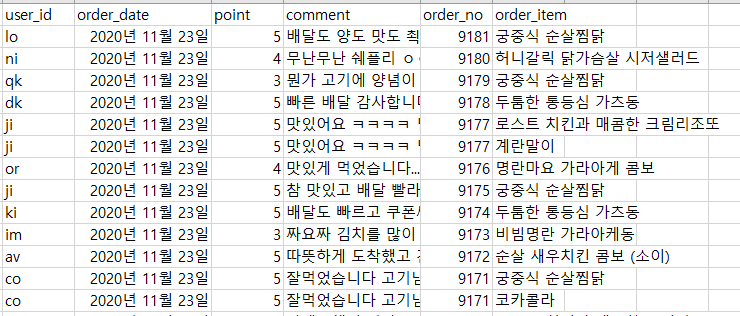 user_id order_date point comment order_no order_item
lo 2020년 11월 23일 5 배달도 양도 맛도 최 9181 궁중식 순살찜닭
ni 2020년 11월 23일 4 무난무난 쉐플리 ㅇ 9180 허니갈릭 닭가슴살 시저샐러드
qk 2020년 11월 23일 3 뭔가 고기에 양념이 9179 궁중식 순살찜닭
dk 2020년 11월 23일 5 빠른 배달 감사합니다 9178 두툼한 통등심 가츠동
ji 2020년 11월 23일 5 맛있어요 ㅋㅋㅋㅋ 9177 로스트 치킨과 매콤한 크림리조또
ji 2020년 11월 23일 5 맛있어요 ㅋㅋㅋㅋ 9177 계란말이
or 2020년 11월 23일 4 맛있게 먹었습니다... 9176 명란마요 가라아게 콤보
ji 2020년 11월 23일 5 참 맛있고 배달 빨라 9175 궁중식 순살찜닭
ki 2020년 11월 23일 5 배달도 빠르고 쿠폰 9174 두툼한 통등심 가츠동
im 2020년 11월 23일 3 짜요짜 김치를 많이 9173 비빔명란 가라아케동
av 2020년 11월 23일 5 따뜻하게 도착했고 9172 순살 새우치킨 콤보 (소이)
co 2020년 11월 23일 5 잘먹었습니다 고기님 9171 궁중식 순살찜닭
co 2020년 11월 23일 5 잘먹었습니다 고기님 9171 코카콜라